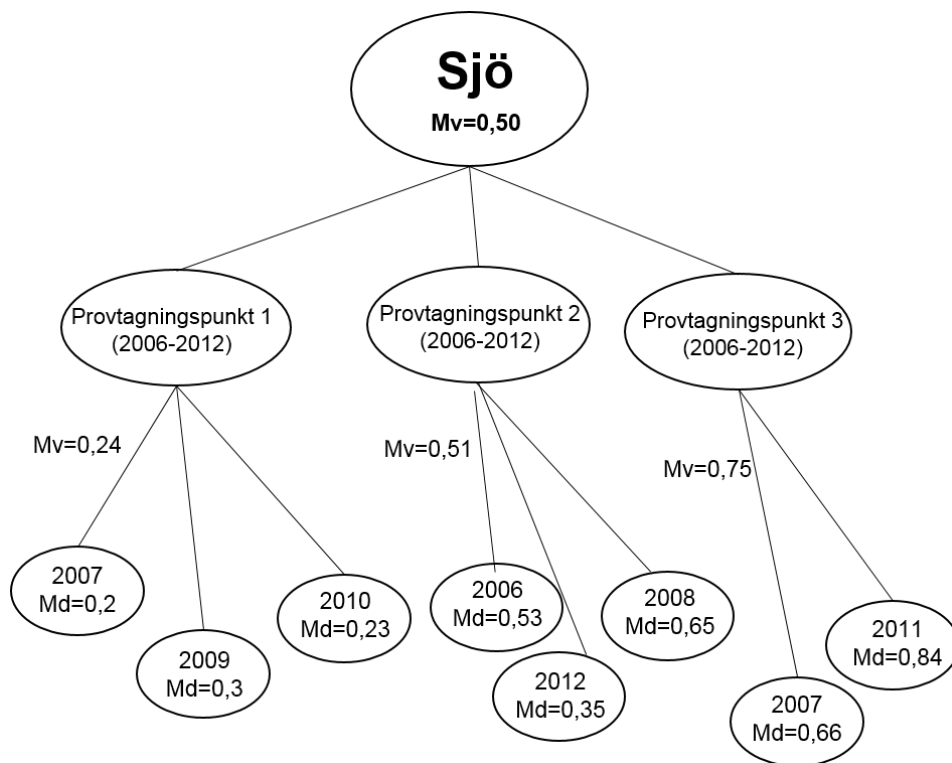 Sjö
Mv=0,50
Provtagningspunkt 1
(2006-2012)
Provtagningspunkt 2
(2006-2012)
Provtagningspunkt 3
(2006-2012)
Mv=0,24
Mv=0,51
Mv=0,75
2007
Md=0,2
2009
Md=0,3
2010
Md=0,23
2006
Md=0,53
2012
Md=0,35
2008
Md=0,65
2007
Md=0,66
2011
Md=0,84